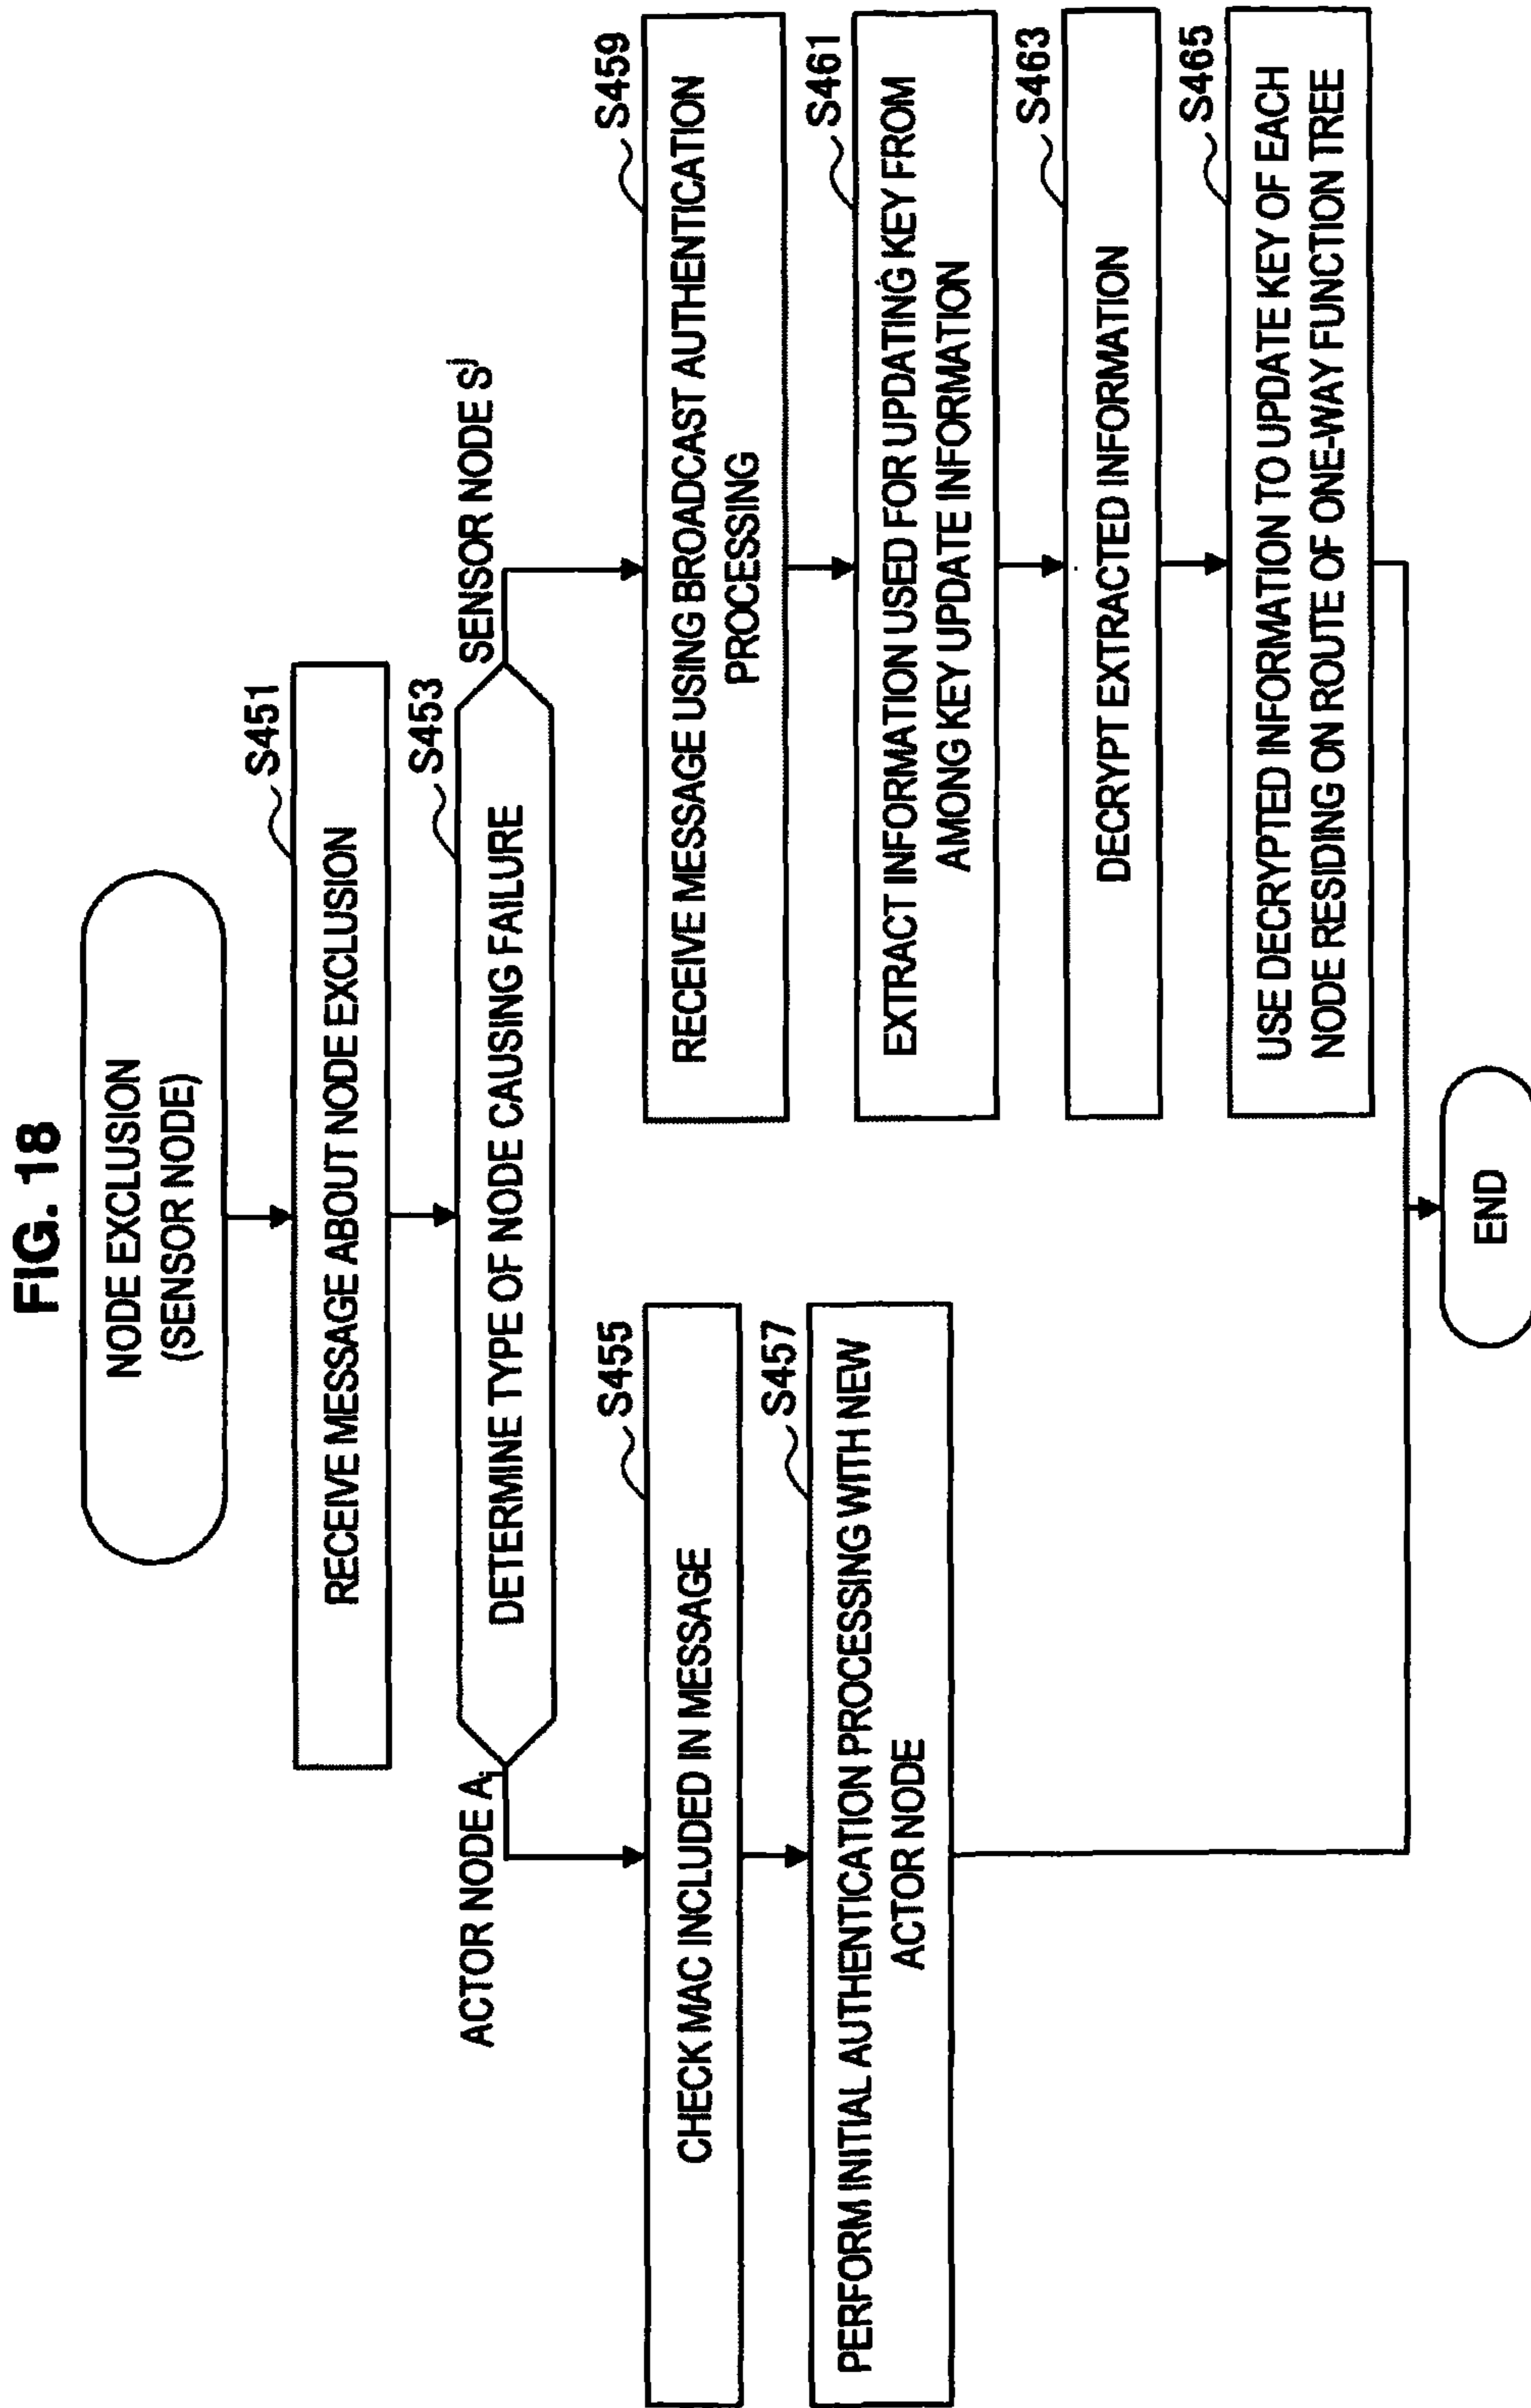 FIG. 18
NODE EXCLUSION
(SENSOR NODE)
S451
RECEIVE MESSAGE ABOUT NODE EXCLUSION
S453
DETERMINE TYPE OF NODE CAUSING FAILURE
ACTOR NODE Ai
S455
CHECK MAC INCLUDED IN MESSAGE
S457
PERFORM INITIAL AUTHENTICATION PROCESSING WITH NEW
ACTOR NODE
SENSOR NODE Sj
S459
RECEIVE MESSAGE USING BROADCAST AUTHENTICATION
PROCESSING
S461
EXTRACT INFORMATION USED FOR UPDATING KEY FROM
AMONG KEY UPDATE INFORMATION
S463
DECRYPT EXTRACTED INFORMATION
S465
USE DECRYPTED INFORMATION TO UPDATE KEY OF EACH
NODE RESIDING ON ROUTE OF ONE-WAY FUNCTION TREE
END